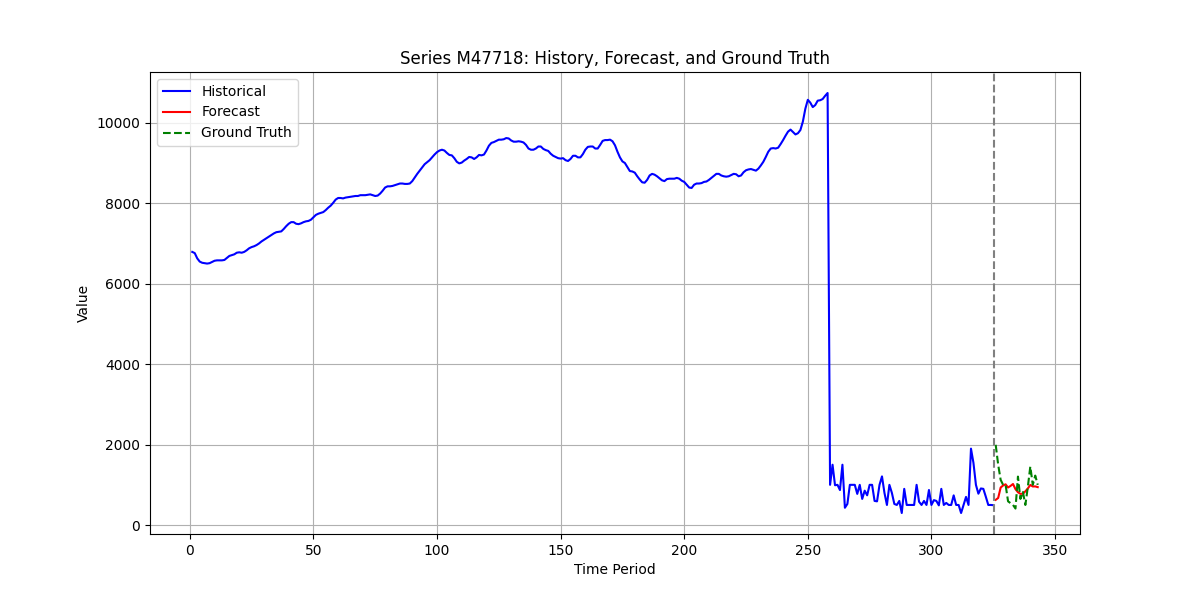 Series M47718: History, Forecast, and Ground Truth
Historical
Forecast
Ground Truth
10000
8000
6000
4000
2000
0
Value
0 50 100 150 200 250 300 350
Time Period